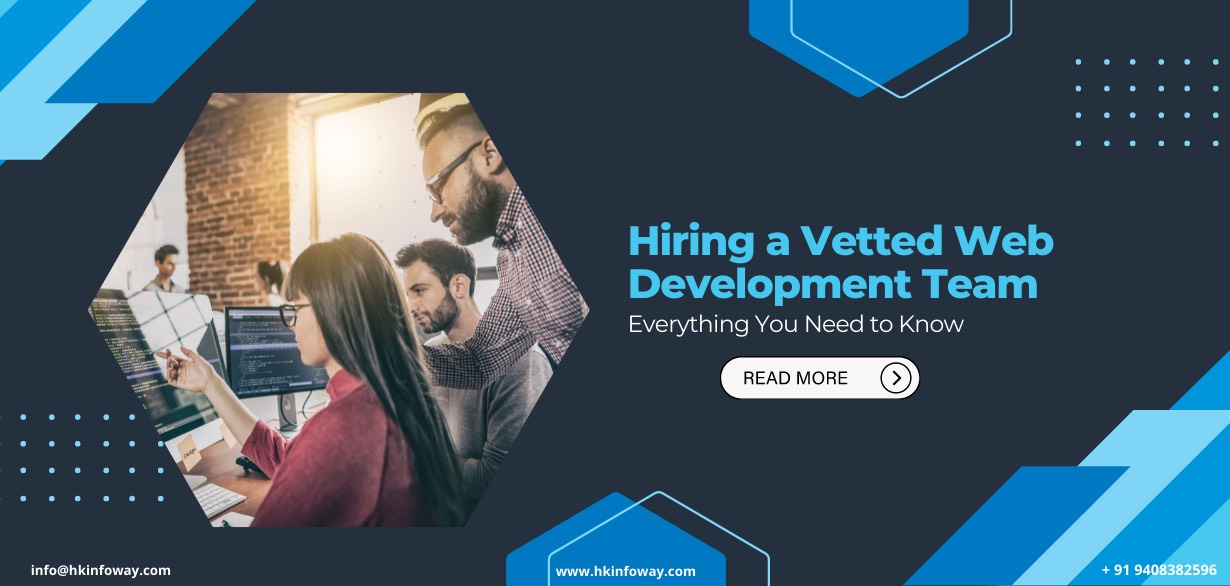 Hiring a Vetted Web
Development Team
Everything You Need to Know
READ MORE
info@hkinfoway.com
www.hkinfoway.com
+ 91 9408382596